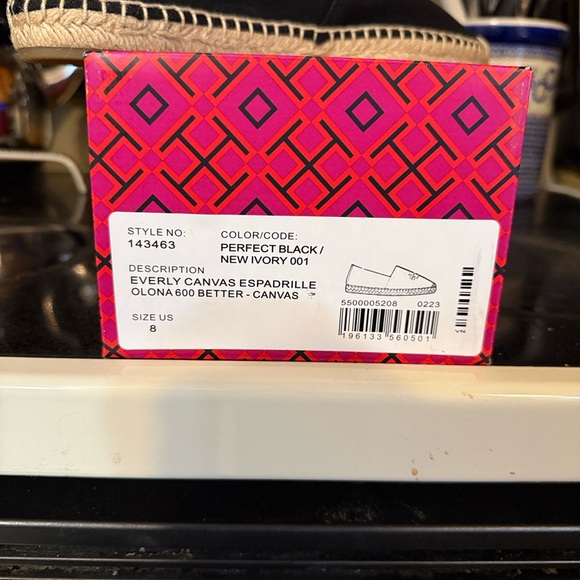 STYLE NO:
143463
COLOR/CODE:
PERFECT BLACK /
NEW IVORY 001
DESCRIPTION
EVERLY CANVAS ESPADRILLE
OLONA 600 BETTER - CANVAS
SIZE US
8
5500005208 0223
196133 560501